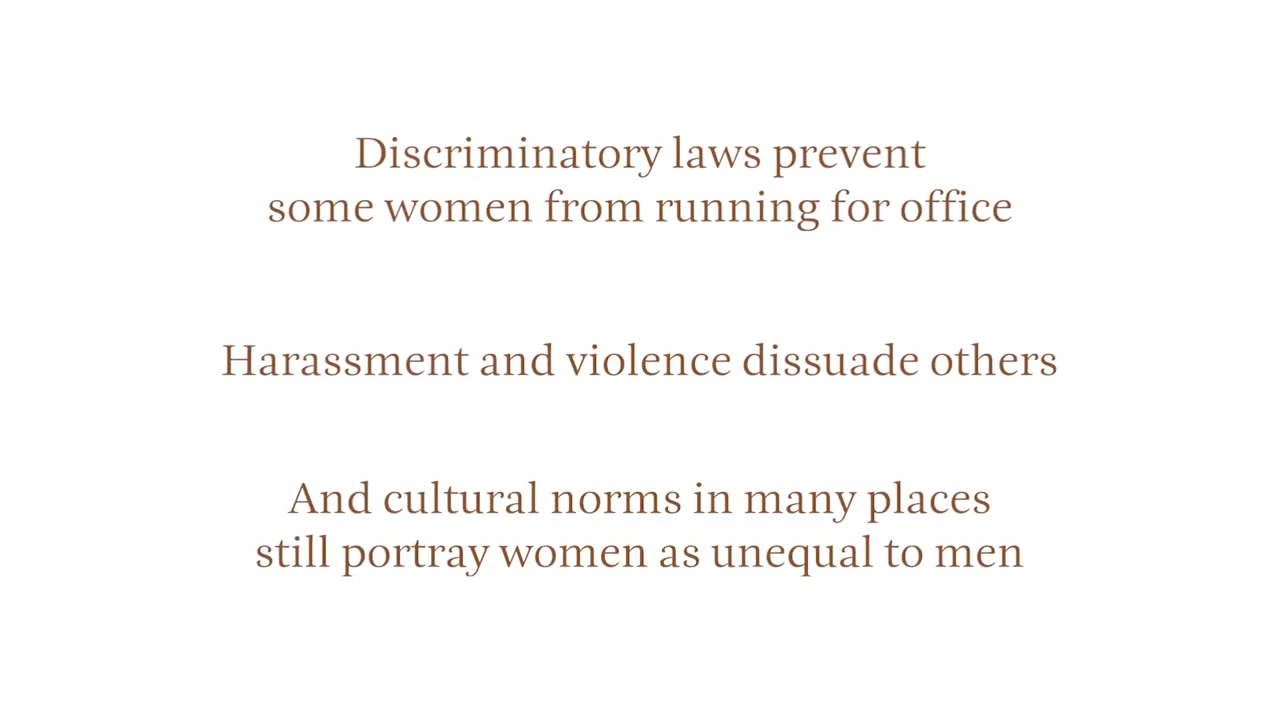 Discriminatory laws prevent
some women from running for office
Harassment and violence dissuade others
And cultural norms in many places
still portray women as unequal to men